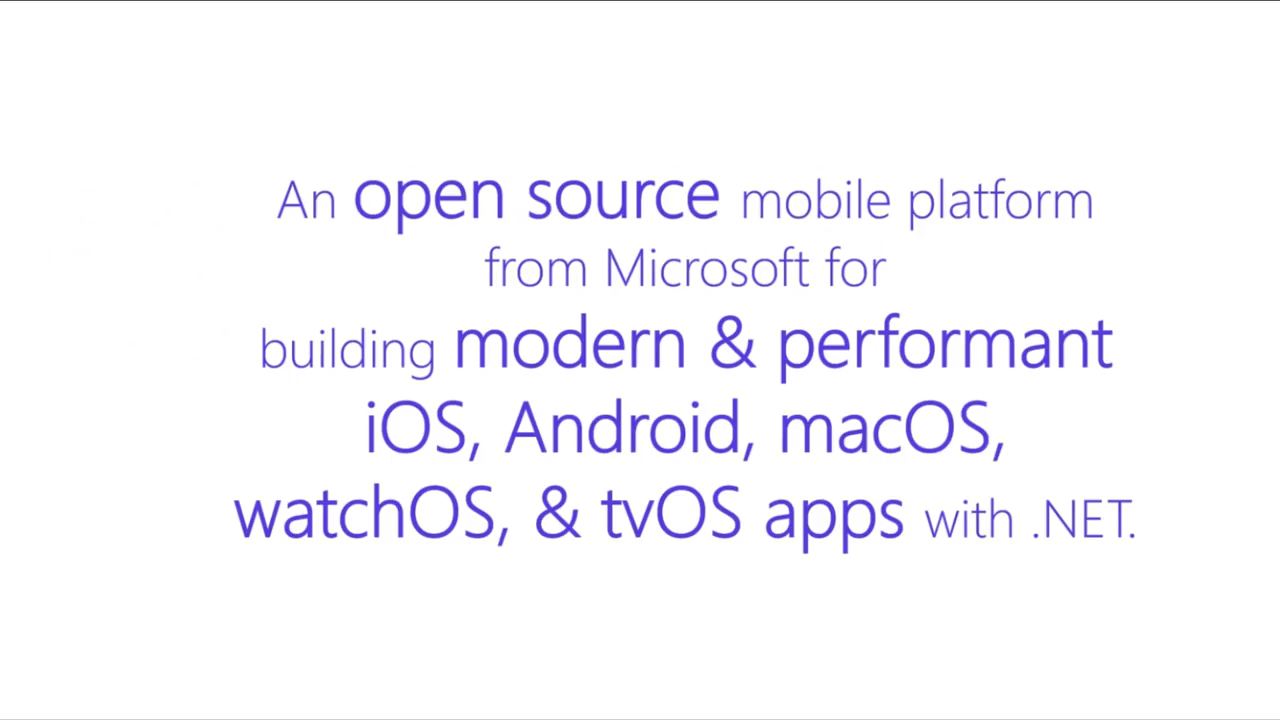 An open source mobile platform
from Microsoft for
building modern & performant
iOS, Android, macOS,
watchOS, & tvOS apps with .NET.